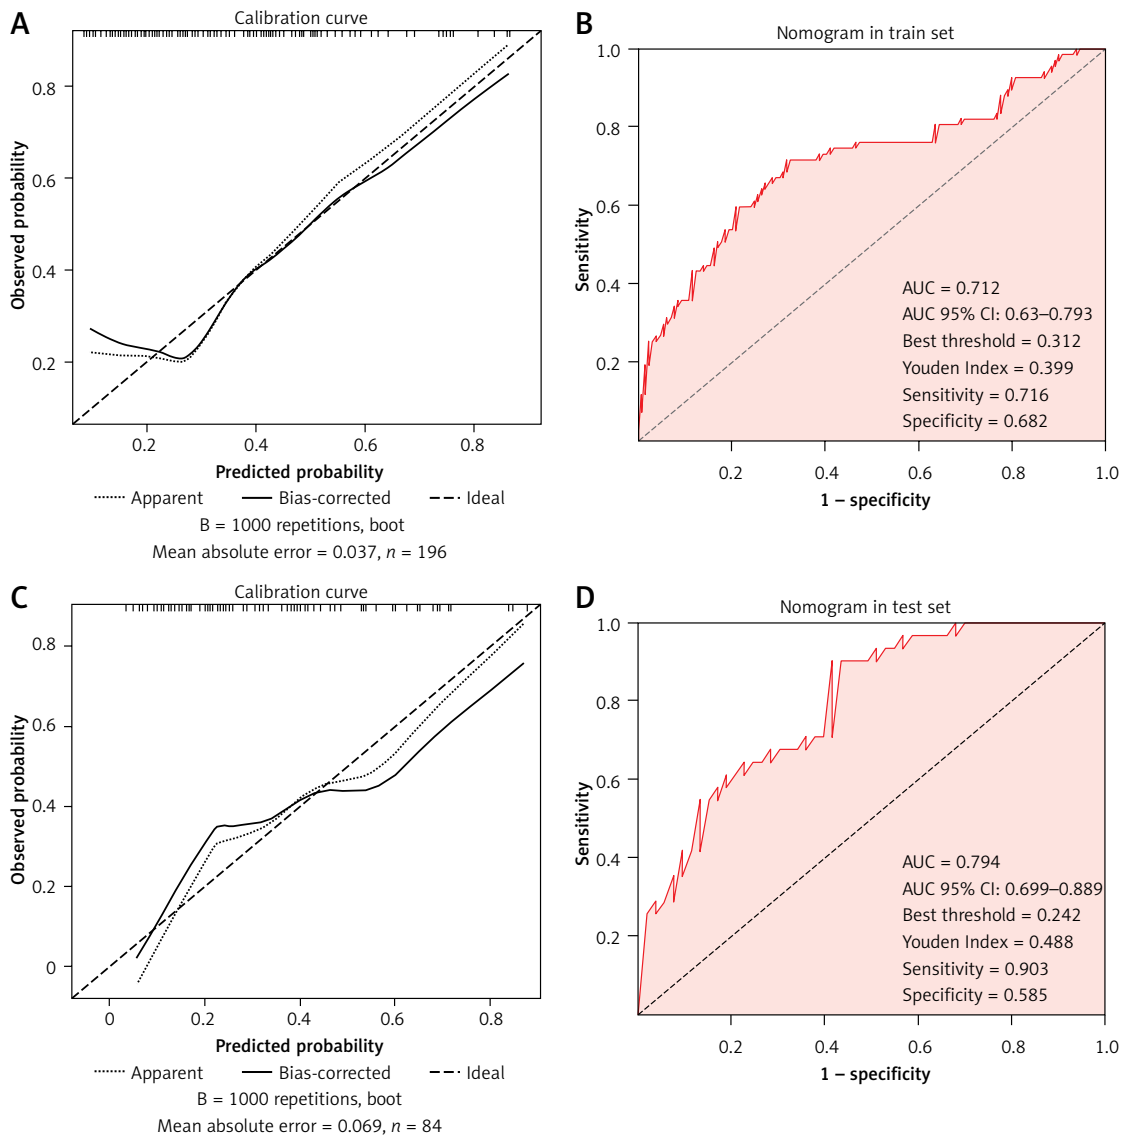 A
Calibration curve
Observed probability
0.8
0.6
0.4
0.2
0.2 0.4 0.6 0.8
Predicted probability
Apparent Bias-corrected Ideal
B = 1000 repetitions, boot
Mean absolute error = 0.037, n = 196
B
Nomogram in train set
Sensitivity
1.0
0.8
0.6
0.4
0.2
AUC = 0.712
AUC 95% CI: 0.63–0.793
Best threshold = 0.312
Youden Index = 0.399
Sensitivity = 0.716
Specificity = 0.682
0.2 0.4 0.6 0.8 1.0
1 – specificity
C
Calibration curve
Observed probability
0.8
0.6
0.4
0.2
0
0 0.2 0.4 0.6 0.8
Predicted probability
Apparent Bias-corrected Ideal
B = 1000 repetitions, boot
Mean absolute error = 0.069, n = 84
D
Nomogram in test set
Sensitivity
1.0
0.8
0.6
0.4
0.2
AUC = 0.794
AUC 95% CI: 0.699–0.889
Best threshold = 0.242
Youden Index = 0.488
Sensitivity = 0.903
Specificity = 0.585
0.2 0.4 0.6 0.8 1.0
1 – specificity